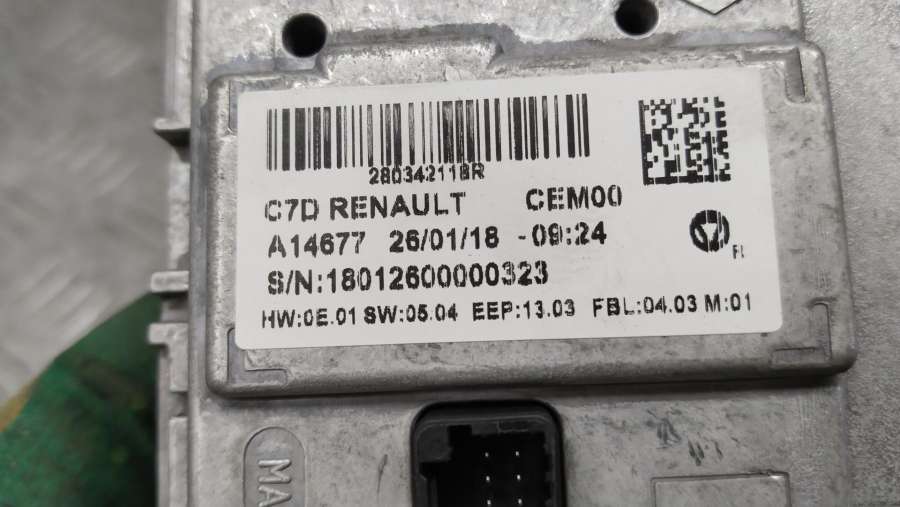 280342118R
C7D RENAULT CEM00
A14677 26/01/18 -09:24
S/N:18012600000323
HW:0E.01 SW:05.04 EEP:13.03 FBL:04.03 M:01
MA